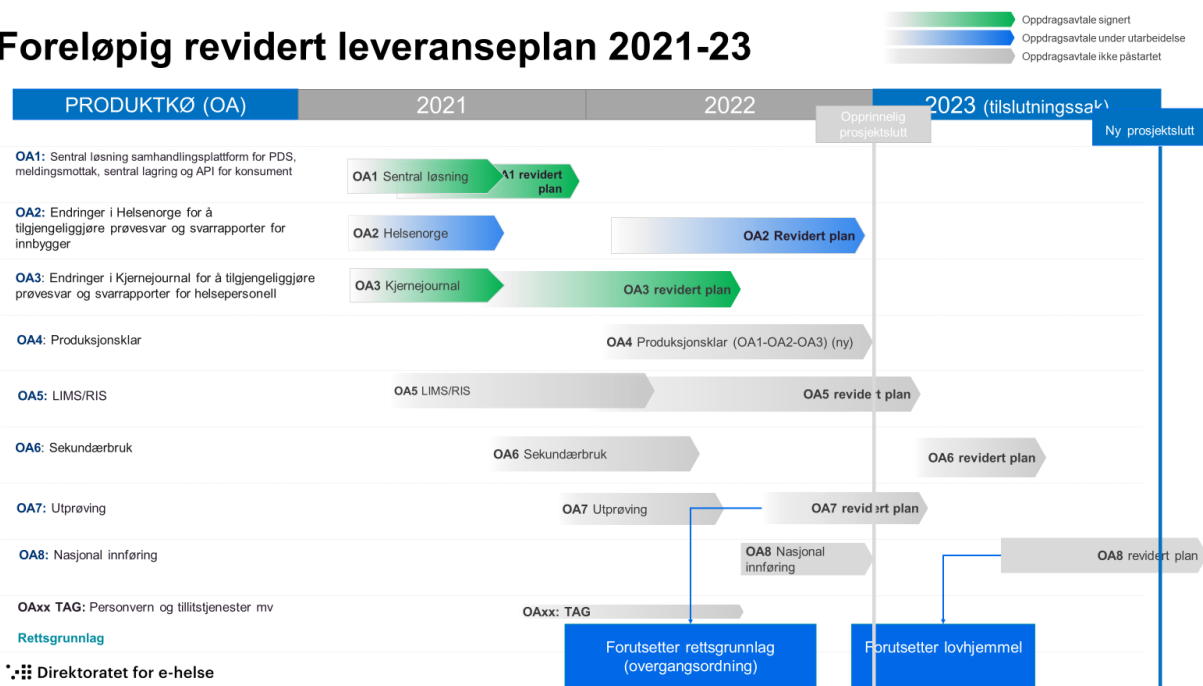 Foreløpig revidert leveranseplan 2021-23
Oppdragsavtale signert
Oppdragsavtale under utarbeidelse
Oppdragsavtale ikke påstartet
PRODUKTKØ (OA)
2021
2022
2023 (tilslutningssak)
Opprinnelig
prosjektslutt
Ny prosjektslutt
OA1: Sentral løsning samhandlingsplattform for PDS,
meldingsmottak, sentral lagring og API for konsument
OA1 Sentral løsning
A1 revidert
plan
OA2: Endringer i Helsenorge for å
tilgjengeliggjøre prøvesvar og svarrapporter for
innbygger
OA2 Helsenorge
OA2 Revidert plan
OA3: Endringer i Kjernejournal for å tilgjengeliggjøre
prøvesvar og svarrapporter for helsepersonell
OA3 Kjernejournal
OA3 revidert plan
OA4: Produksjonsklar
OA4 Produksjonsklar (OA1-OA2-OA3) (ny)
OA5: LIMS/RIS
OA5 LIMS/RIS
OA5 revidert plan
OA6: Sekundærbruk
OA6 Sekundærbruk
OA6 revidert plan
OA7: Utprøving
OA7 Utprøving
OA7 revidert plan
OA8: Nasjonal innføring
OA8 Nasjonal
innføring
OA8 revidert plan
OAxx TAG: Personvern og tillitstjenester mv
OAxx: TAG
Rettsgrunnlag
Forutsetter rettsgrunnlag
(overgangsordning)
Forutsetter lovhjemmel
Direktoratet for e-helse